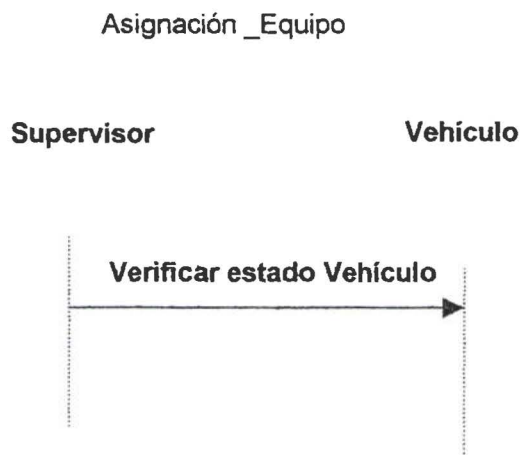 Asignación _Equipo
Supervisor
Vehículo
Verificar estado Vehículo